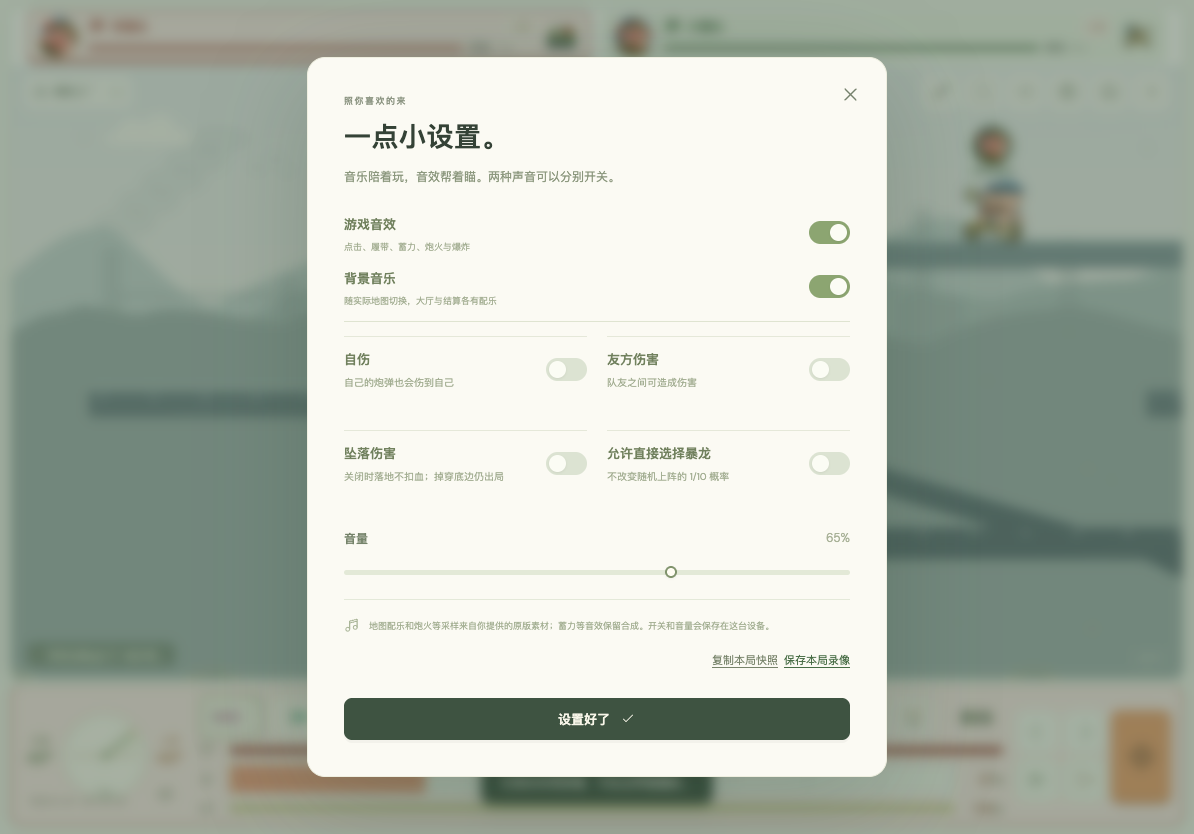 照你喜欢的来
一点小设置。
音乐陪着玩，音效帮着瞄。两种声音可以分别开关。
游戏音效
点击、履带、蓄力、炮火与爆炸
背景音乐
随实际地图切换，大厅与结算各有配乐
自伤
自己的炮弹也会伤到自己
友方伤害
队友之间可造成伤害
坠落伤害
关闭时落地不扣血；掉穿底边仍出局
允许直接选择暴龙
不改变随机上阵的 1/10 概率
音量
65%
地图配乐和炮火等采样来自你提供的原版素材；蓄力等音效保留合成。开关和音量会保存在这台设备。
复制本局快照 保存本局录像
设置好了